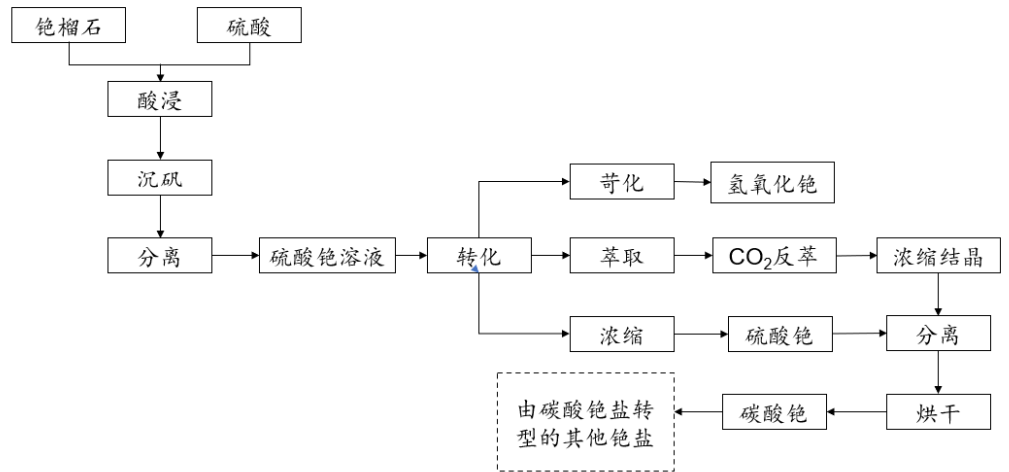 铯榴石
硫酸
酸浸
沉矾
分离
硫酸铯溶液
转化
苛化
氢氧化铯
萃取
CO₂反萃
浓缩结晶
浓缩
硫酸铯
分离
由碳酸铯盐转
型的其他铯盐
碳酸铯
烘干